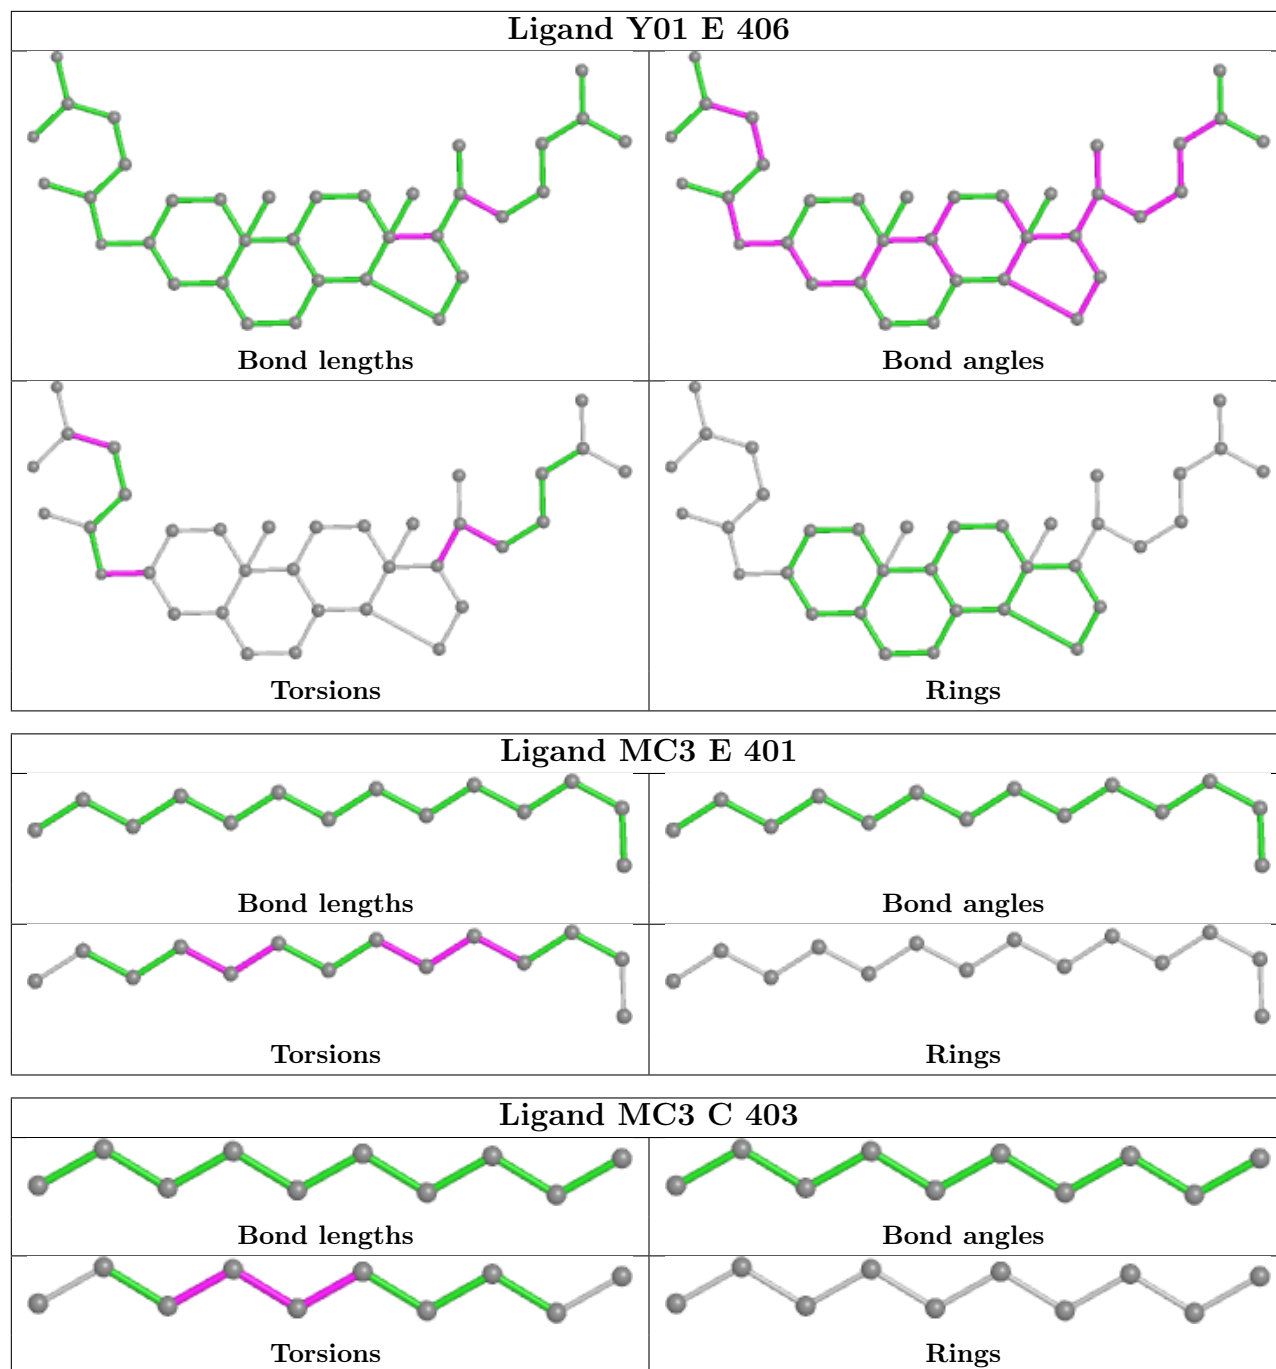 Ligand Y01 E 406
Bond lengths
Bond angles
Torsions
Rings
Ligand MC3 E 401
Bond lengths
Bond angles
Torsions
Rings
Ligand MC3 C 403
Bond lengths
Bond angles
Torsions
Rings